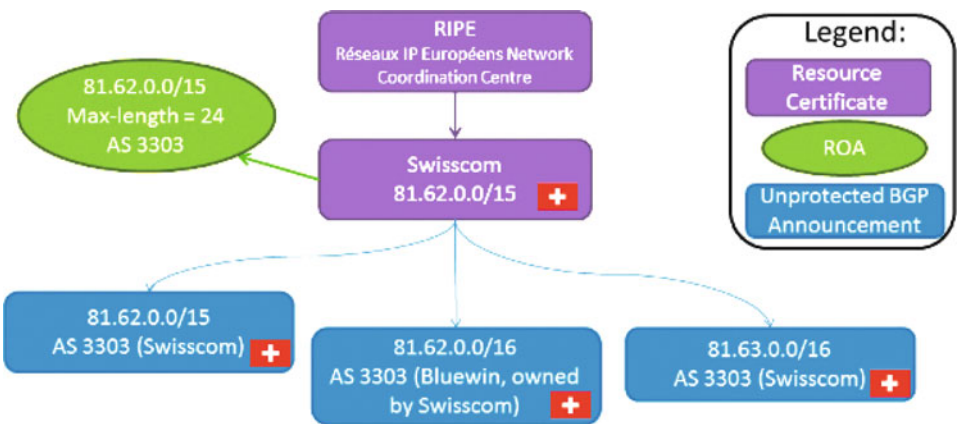 RIPE
Réseaux IP Européens Network
Coordination Centre
81.62.0.0/15
Max-length = 24
AS 3303
Swisscom
81.62.0.0/15
81.62.0.0/15
AS 3303 (Swisscom)
81.62.0.0/16
AS 3303 (Bluewin, owned
by Swisscom)
81.63.0.0/16
AS 3303 (Swisscom)
Legend:
Resource
Certificate
ROA
Unprotected BGP
Announcement